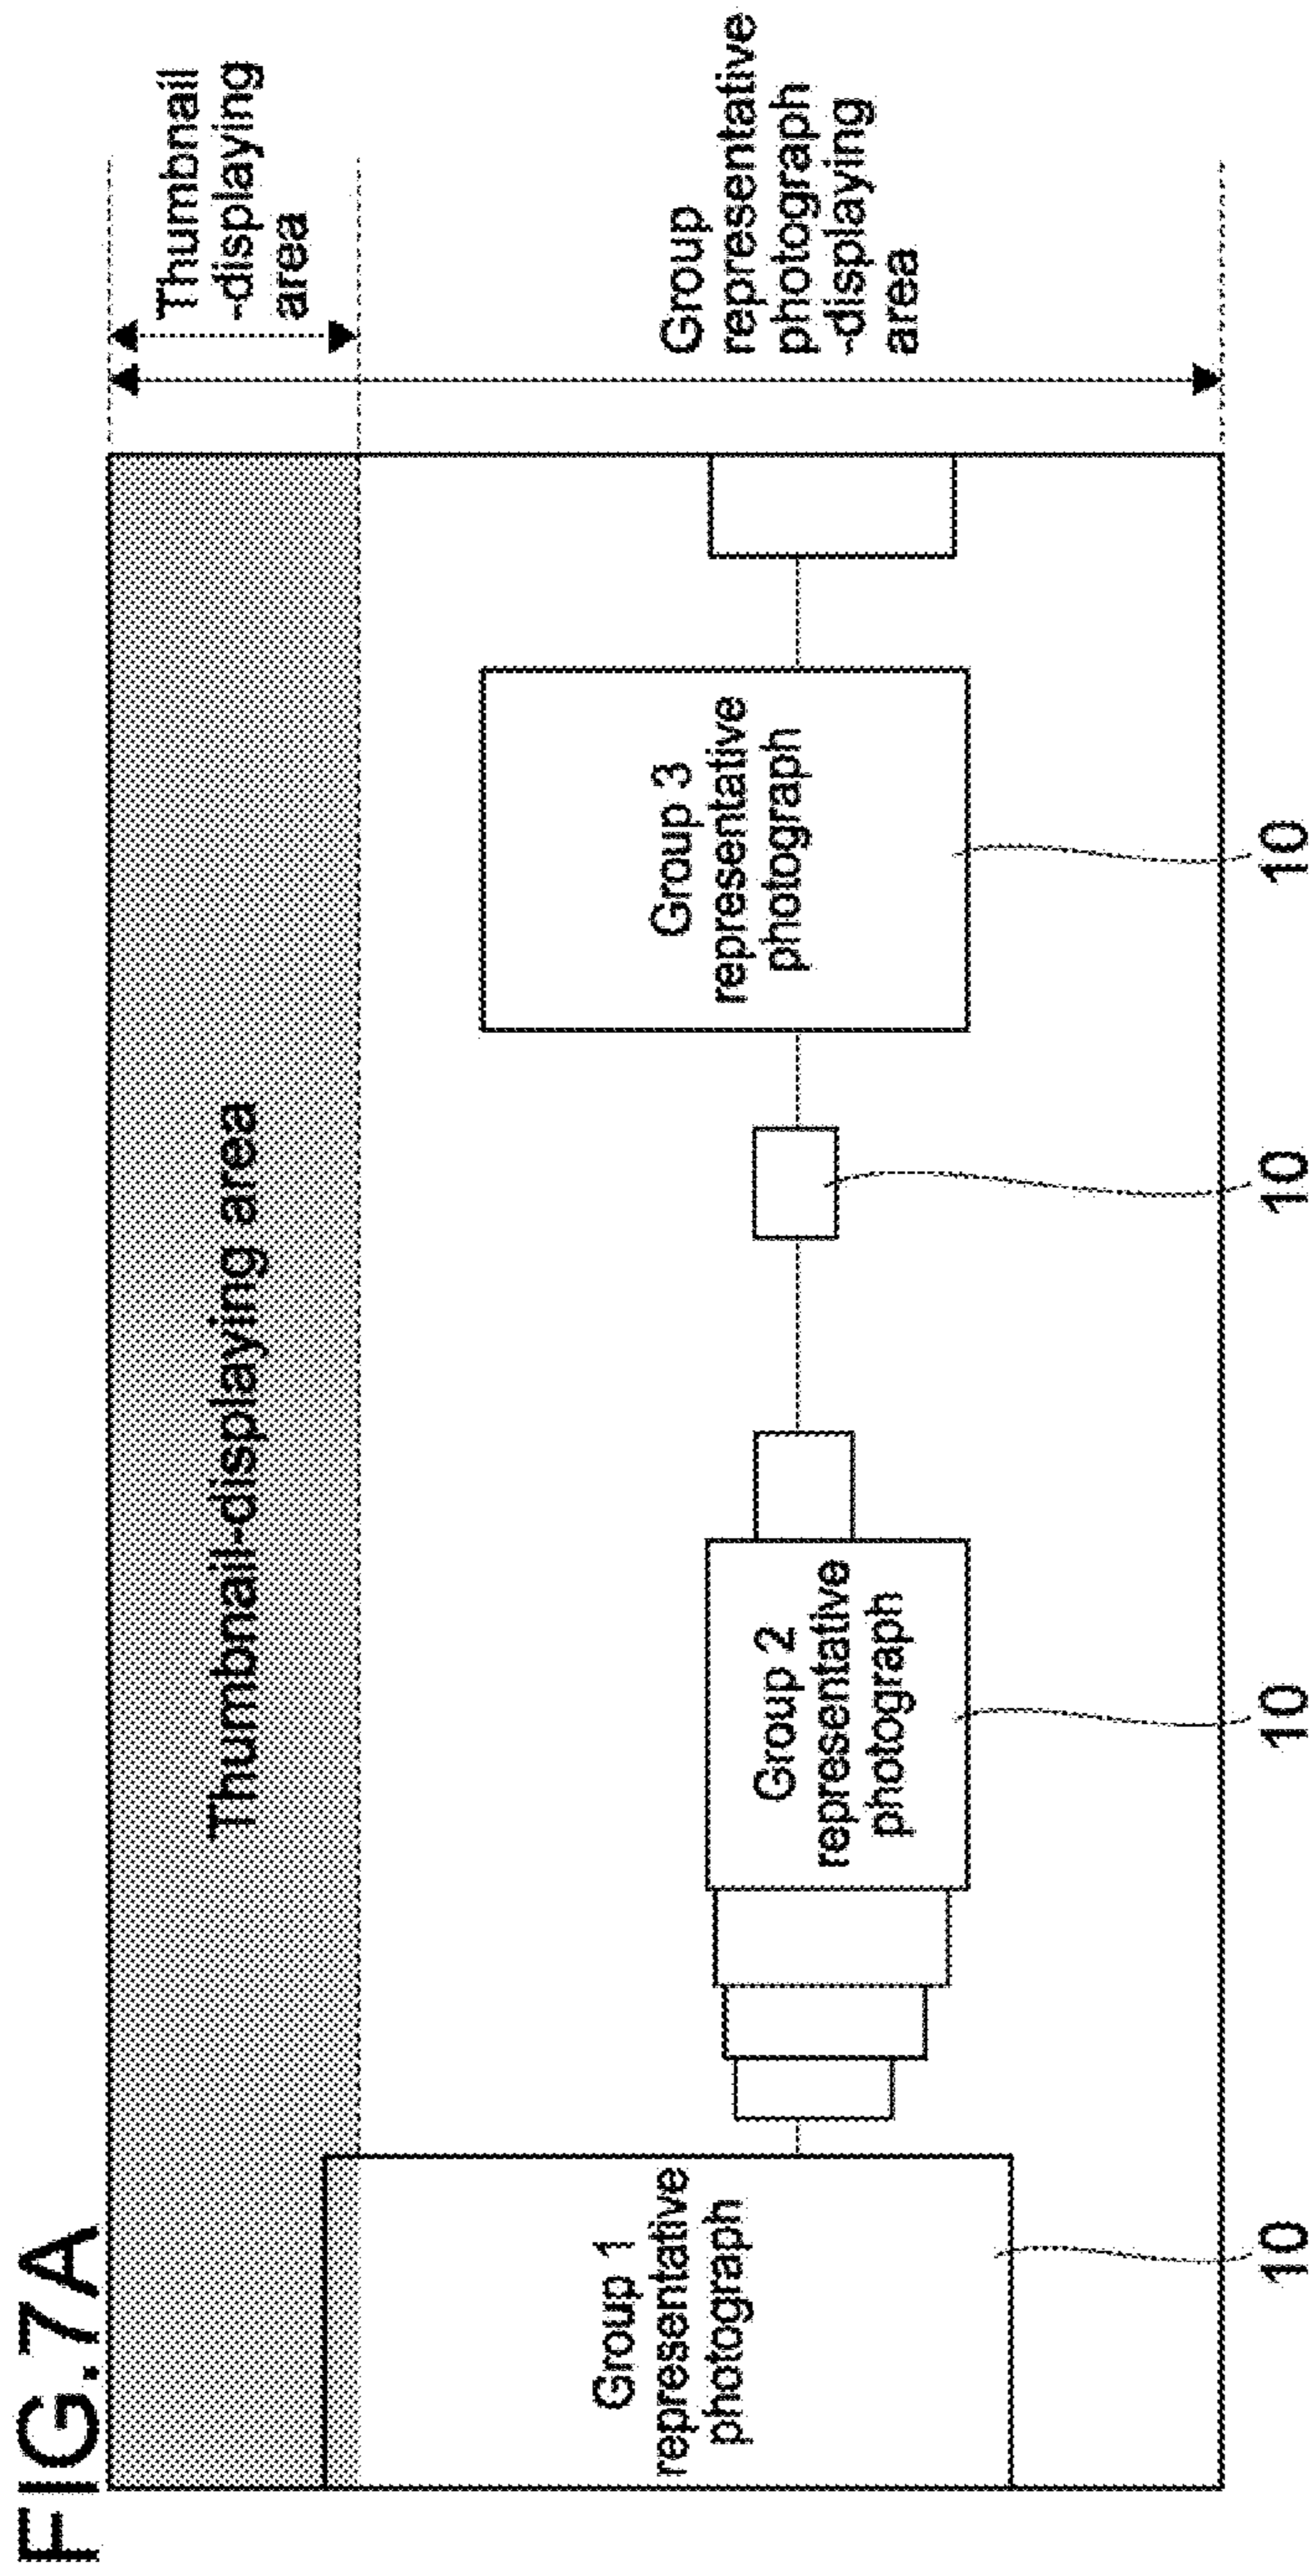 FIG.7A
Thumbnail-displaying area
Thumbnail
-displaying
area
Group
representative
photograph
-displaying
area
Group 1
representative
photograph
Group 2
representative
photograph
Group 3
representative
photograph
10
10
10
10